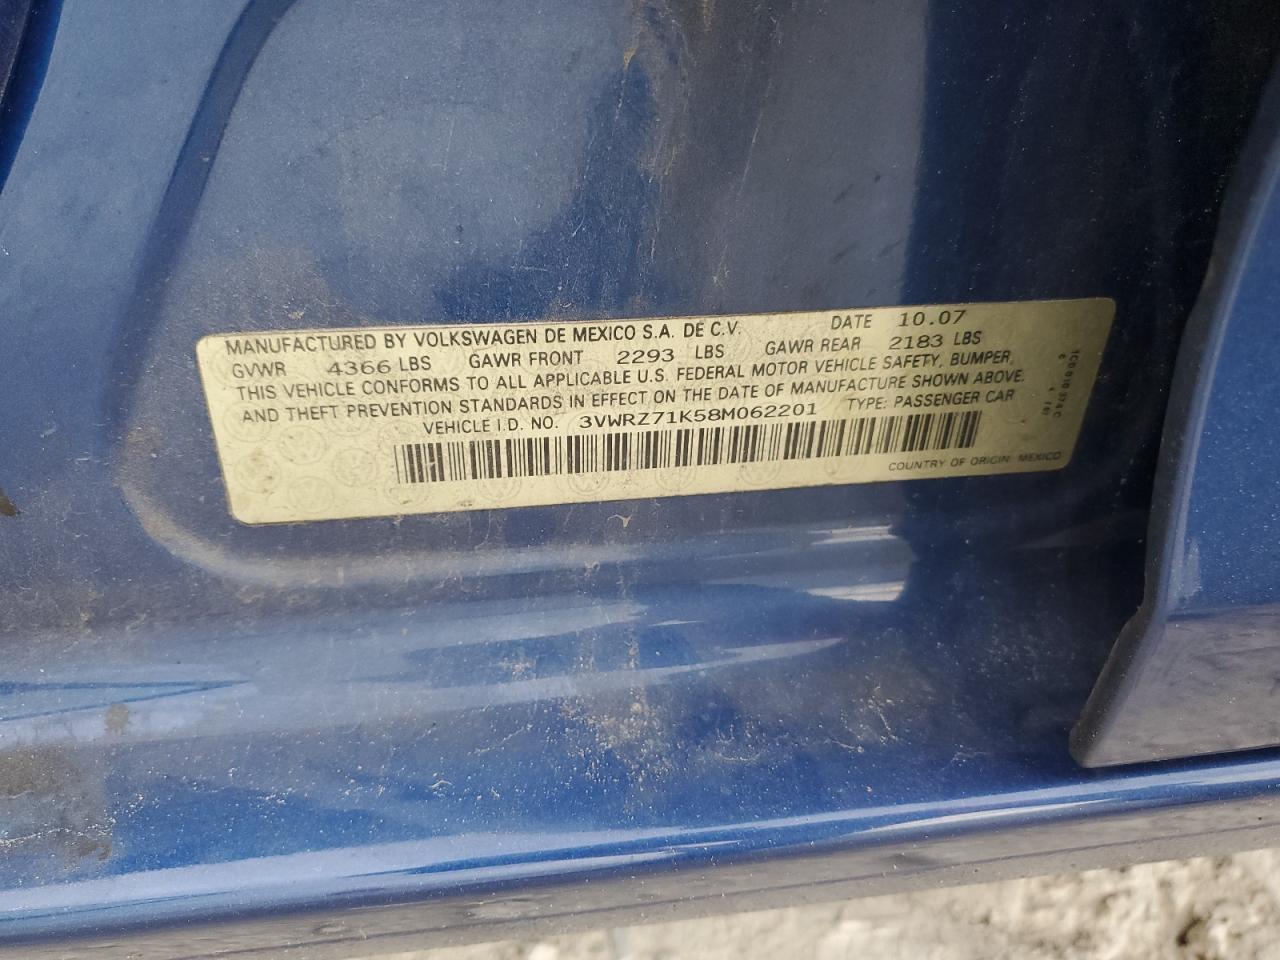 MANUFACTURED BY VOLKSWAGEN DE MEXICO S.A. DE C.V. DATE 10.07
GVWR 4366 LBS GAWR FRONT 2293 LBS GAWR REAR 2183 LBS
THIS VEHICLE CONFORMS TO ALL APPLICABLE U.S. FEDERAL MOTOR VEHICLE SAFETY, BUMPER,
AND THEFT PREVENTION STANDARDS IN EFFECT ON THE DATE OF MANUFACTURE SHOWN ABOVE.
VEHICLE I.D. NO. 3VWRZ71K58M062201 TYPE: PASSENGER CAR
COUNTRY OF ORIGIN: MEXICO